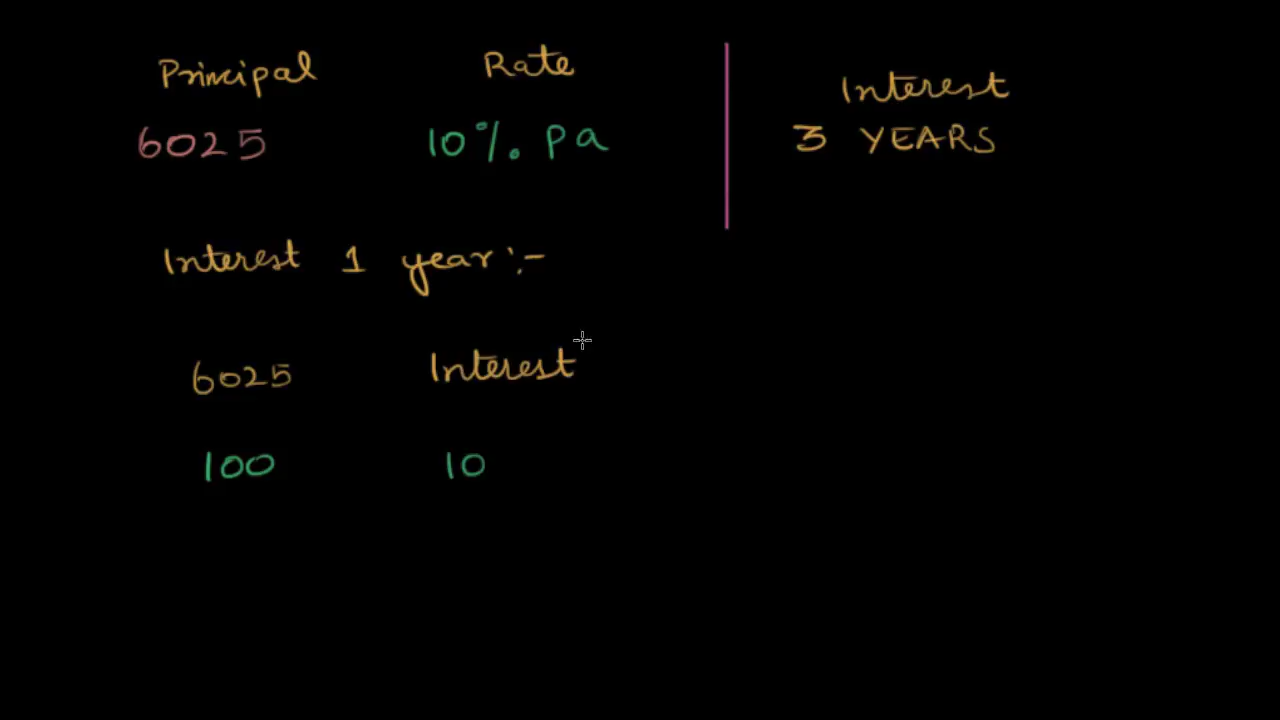 Principal Rate
6025 10%. pa
Interest
3 YEARS
Interest 1 year:-
6025 Interest
100 10